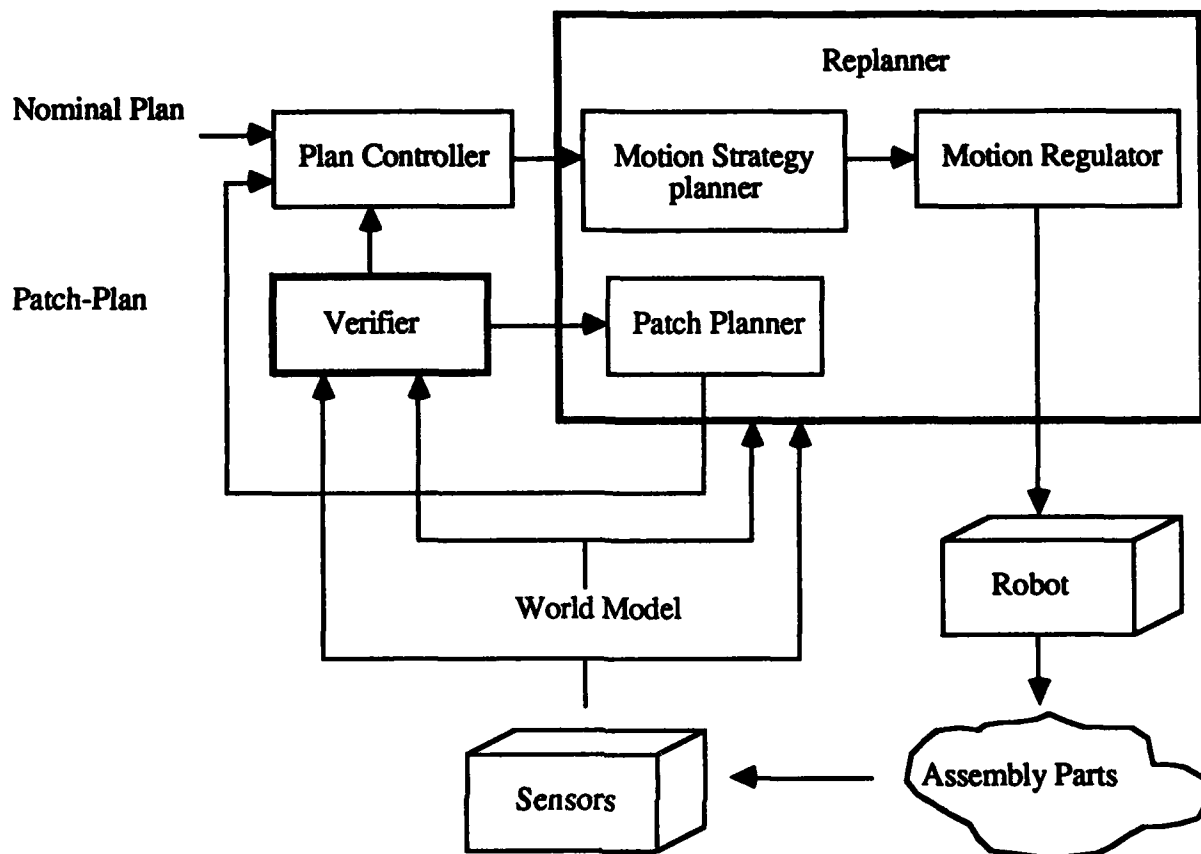 Replanner
Nominal Plan
Plan Controller
Motion Strategy
planner
Motion Regulator
Patch-Plan
Verifier
Patch Planner
World Model
Robot
Sensors
Assembly Parts